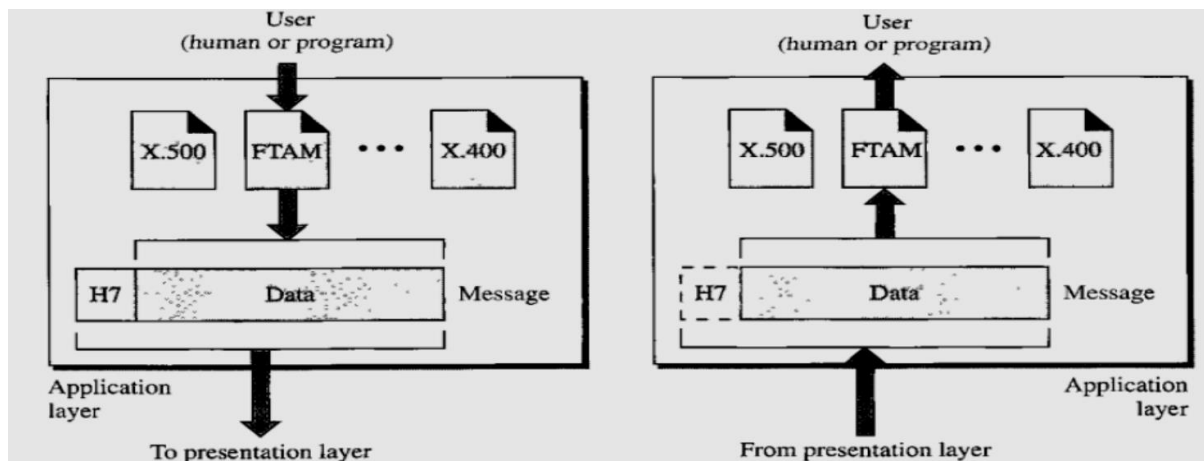 User
(human or program)
X.500
FTAM
•••
X.400
H7
Data
Message
Application
layer
To presentation layer
User
(human or program)
X.500
FTAM
•••
X.400
H7
Data
Message
Application
layer
From presentation layer